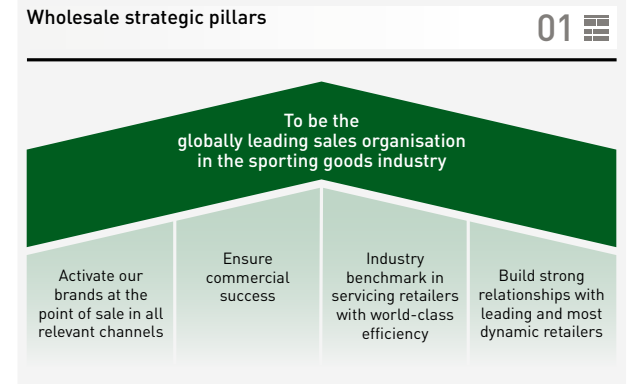 Wholesale strategic pillars
01
To be the
globally leading sales organisation
in the sporting goods industry
Activate our
brands at the
point of sale in all
relevant channels
Ensure
commercial
success
Industry
benchmark in
servicing retailers
with world-class
efficiency
Build strong
relationships with
leading and most
dynamic retailers